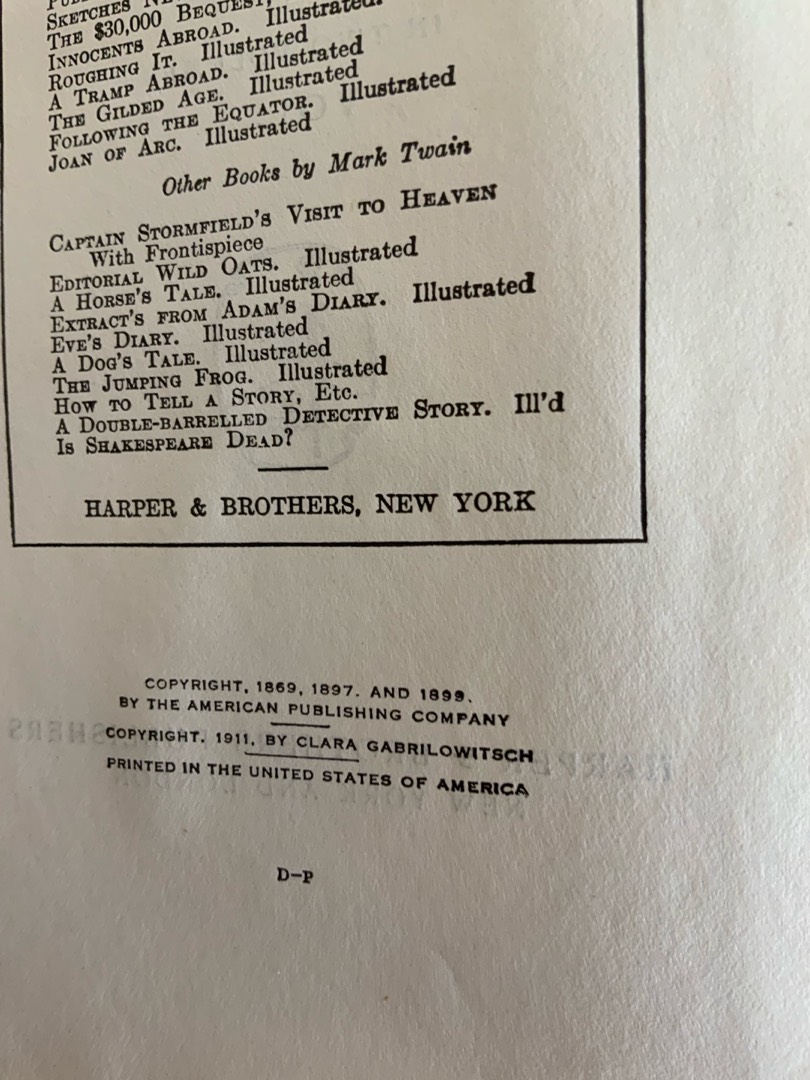 SKETCHES
THE $30,000 BEQUEST,
INNOCENTS ABROAD. Illustrated.
ROUGHING IT. Illustrated
A TRAMP ABROAD. Illustrated
THE GILDED AGE. Illustrated
FOLLOWING THE EQUATOR. Illustrated
JOAN OF ARC. Illustrated
Other Books by Mark Twain
CAPTAIN STORMFIELD'S VISIT TO HEAVEN
With Frontispiece
EDITORIAL WILD OATS. Illustrated
A HORSE'S TALE. Illustrated
EXTRACT'S FROM ADAM'S DIARY. Illustrated
EVE'S DIARY. Illustrated
A DOG'S TALE. Illustrated
THE JUMPING FROG. Illustrated
HOW TO TELL A STORY, Etc.
A DOUBLE-BARRELLED DETECTIVE STORY. Ill'd
IS SHAKESPEARE DEAD?
HARPER & BROTHERS, NEW YORK
COPYRIGHT, 1869, 1897. AND 1899.
BY THE AMERICAN PUBLISHING COMPANY
COPYRIGHT. 1911, BY CLARA GABRILOWITSCH
PRINTED IN THE UNITED STATES OF AMERICA
D-P